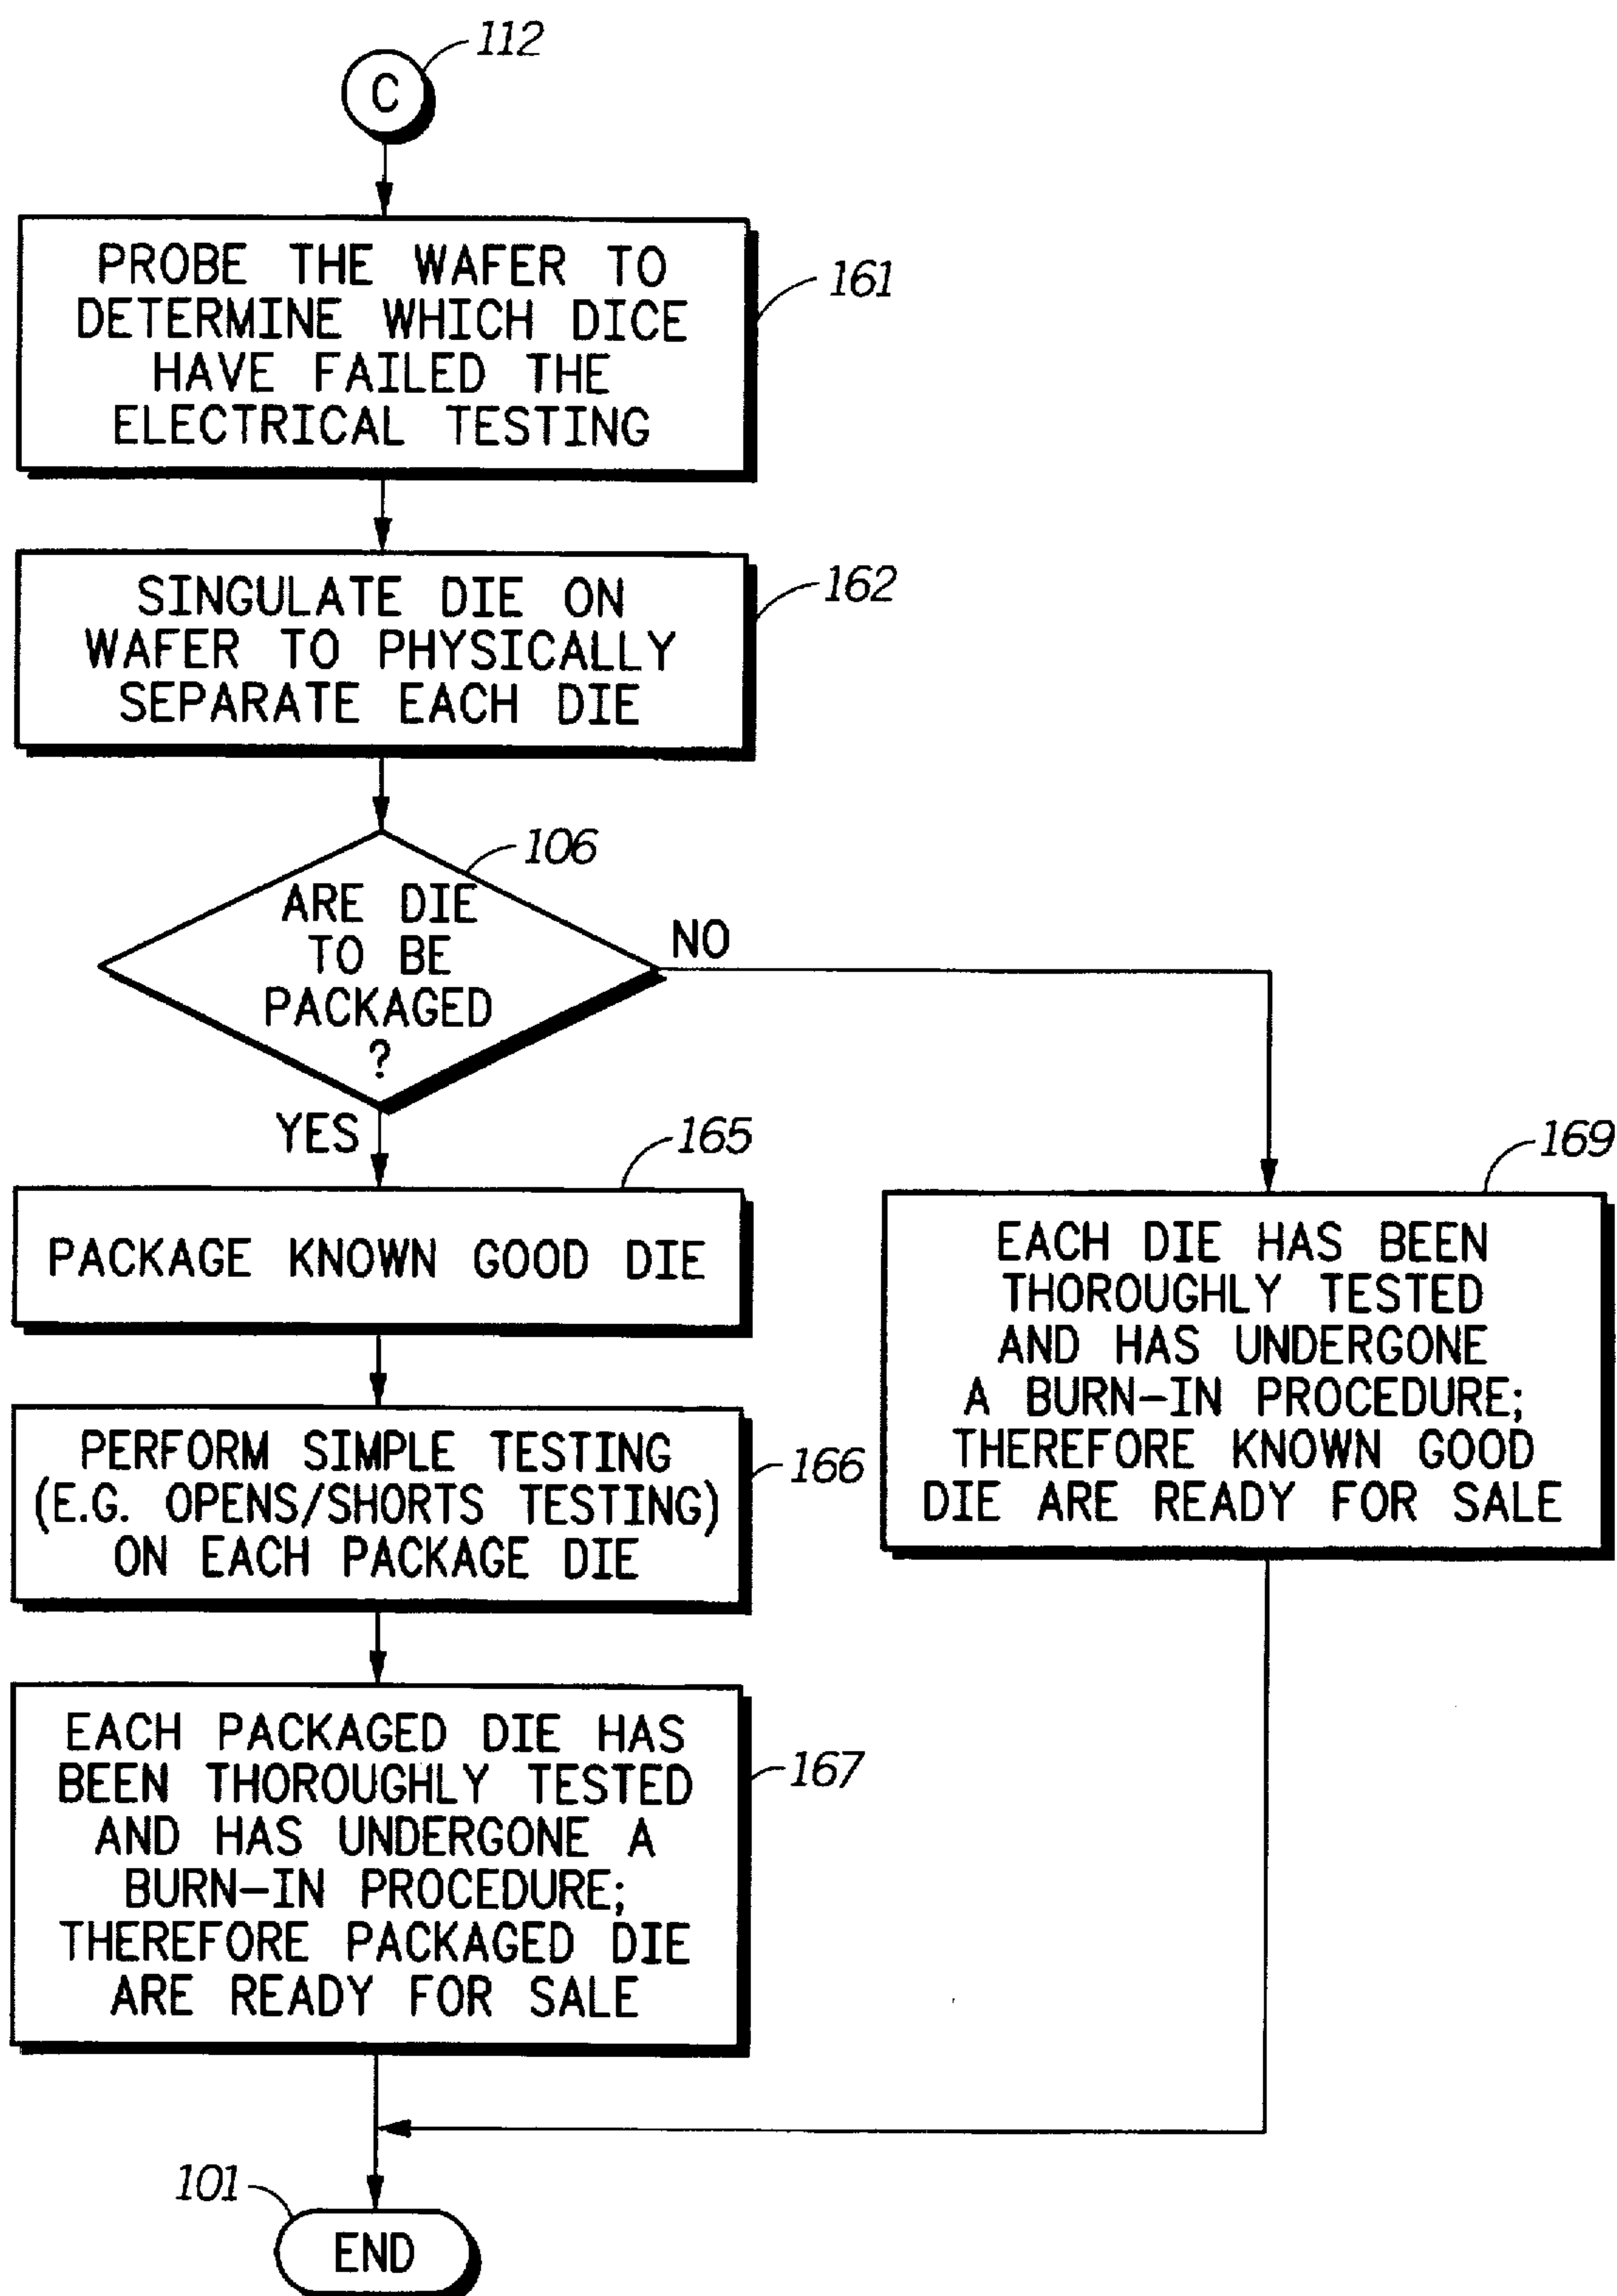 112
C
PROBE THE WAFER TO
DETERMINE WHICH DICE
HAVE FAILED THE
ELECTRICAL TESTING
161
SINGULATE DIE ON
WAFER TO PHYSICALLY
SEPARATE EACH DIE
162
106
ARE DIE
TO BE
PACKAGED
?
NO
YES
165
PACKAGE KNOWN GOOD DIE
169
EACH DIE HAS BEEN
THOROUGHLY TESTED
AND HAS UNDERGONE
A BURN-IN PROCEDURE;
THEREFORE KNOWN GOOD
DIE ARE READY FOR SALE
PERFORM SIMPLE TESTING
(E.G. OPENS/SHORTS TESTING)
ON EACH PACKAGE DIE
166
EACH PACKAGED DIE HAS
BEEN THOROUGHLY TESTED
AND HAS UNDERGONE A
BURN-IN PROCEDURE;
THEREFORE PACKAGED DIE
ARE READY FOR SALE
167
101
END